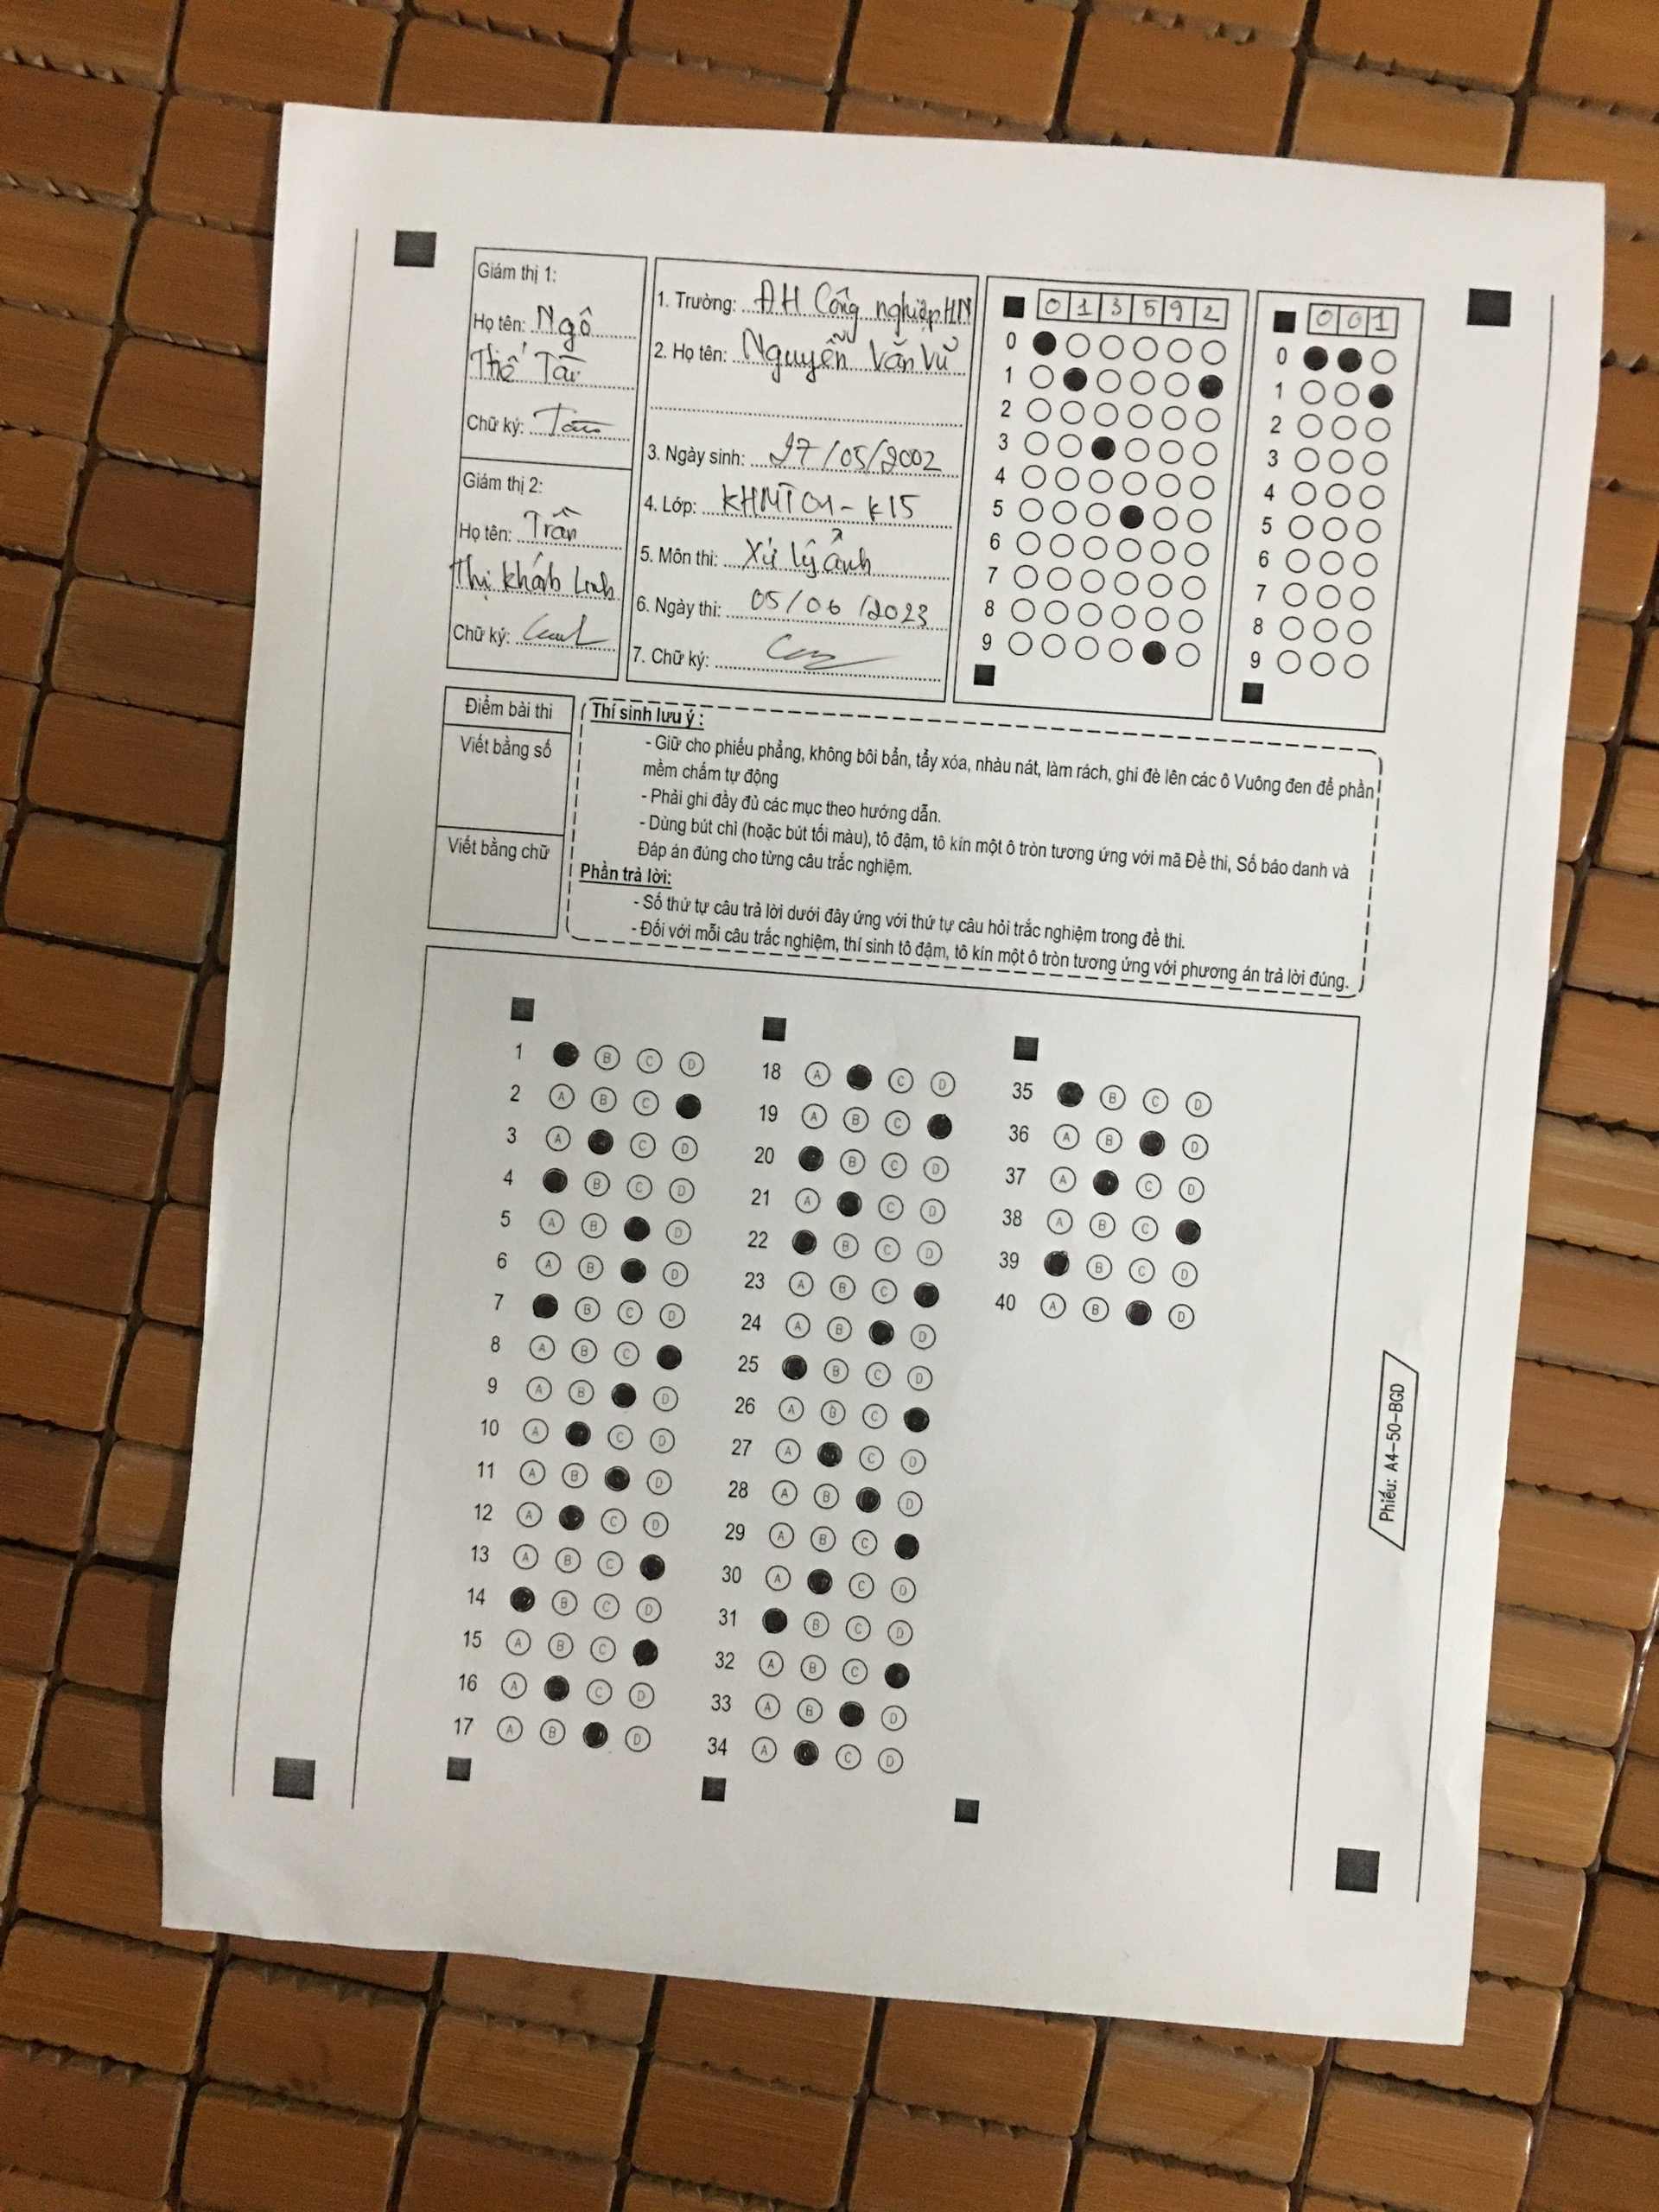 Giám thị 1:
Họ tên: Ngô
Thế Tài
Chữ ký:
Giám thị 2:
Họ tên: Trần
Thị Khánh Linh
Chữ ký:
1. Trường: ĐH Công nghiệp HN
2. Họ tên: Nguyễn Văn Vũ
3. Ngày sinh: 27/05/2002
4. Lớp: KHMT01-K15
5. Môn thi: Xử lý ảnh
6. Ngày thi: 05/06/2023
7. Chữ ký:
0 1 3 5 9 2
0
1
2
3
4
5
6
7
8
9
0 0 1
0
1
2
3
4
5
6
7
8
9
Điểm bài thi
Viết bằng số
Viết bằng chữ
Thí sinh lưu ý :
- Giữ cho phiếu phẳng, không bôi bẩn, tẩy xóa, nhàu nát, làm rách, ghi đè lên các ô Vuông đen để phần
mềm chấm tự động
- Phải ghi đầy đủ các mục theo hướng dẫn.
- Dùng bút chì (hoặc bút tối màu), tô đậm, tô kín một ô tròn tương ứng với mã Đề thi, Số báo danh và
Đáp án đúng cho từng câu trắc nghiệm.
Phần trả lời:
- Số thứ tự câu trả lời dưới đây ứng với thứ tự câu hỏi trắc nghiệm trong đề thi.
- Đối với mỗi câu trắc nghiệm, thí sinh tô đậm, tô kín một ô tròn tương ứng với phương án trả lời đúng.
1 B C D
2 A B C
3 A C D
4 B C D
5 A B D
6 A B D
7 B C D
8 A B C
9 A B D
10 A C D
11 A B D
12 A C D
13 A B C
14 B C D
15 A B C
16 A C D
17 A B D
18 A C D
19 A B C
20 B C D
21 A C D
22 B C D
23 A B C
24 A B D
25 B C D
26 A B C
27 A C D
28 A B D
29 A B C
30 A C D
31 B C D
32 A B C
33 A B D
34 A C D
35 B C D
36 A B D
37 A C D
38 A B C
39 B C D
40 A B D
Phiếu: A4-50-BGD